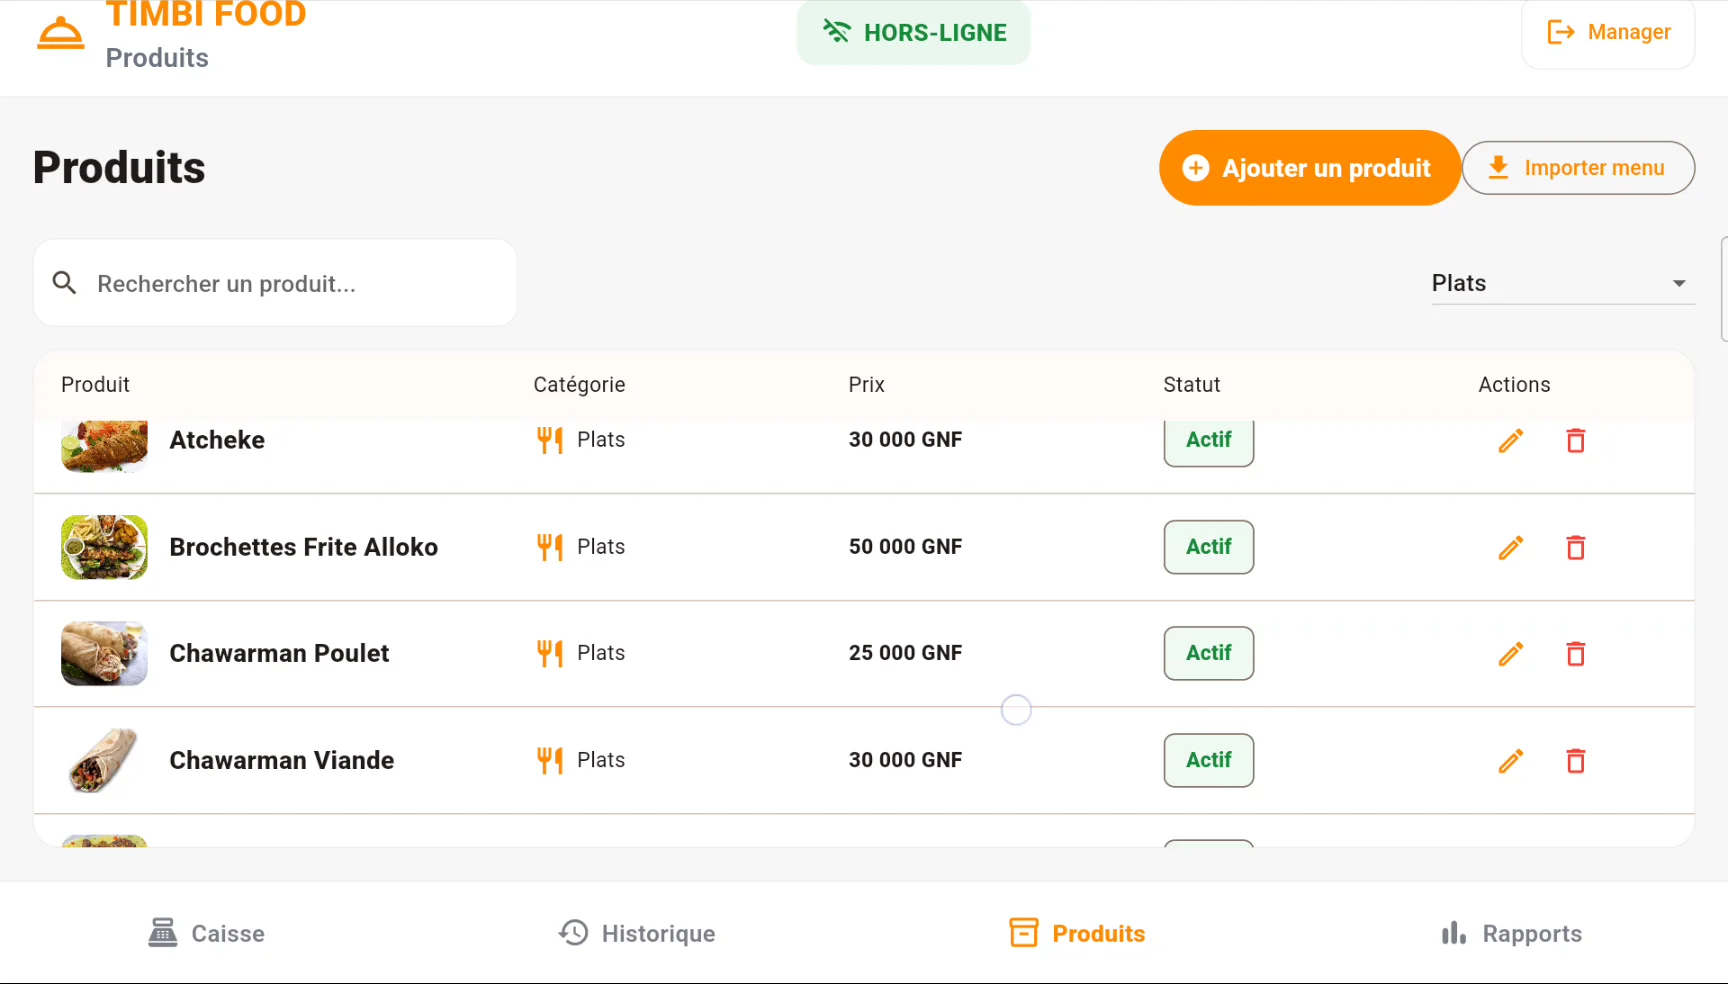 TIMBI FOOD
Produits
HORS-LIGNE
Manager
Produits
Ajouter un produit
Importer menu
Rechercher un produit...
Plats
Produit Catégorie Prix Statut Actions
Atcheke Plats 30 000 GNF Actif
Brochettes Frite Alloko Plats 50 000 GNF Actif
Chawarman Poulet Plats 25 000 GNF Actif
Chawarman Viande Plats 30 000 GNF Actif
Caisse Historique Produits Rapports